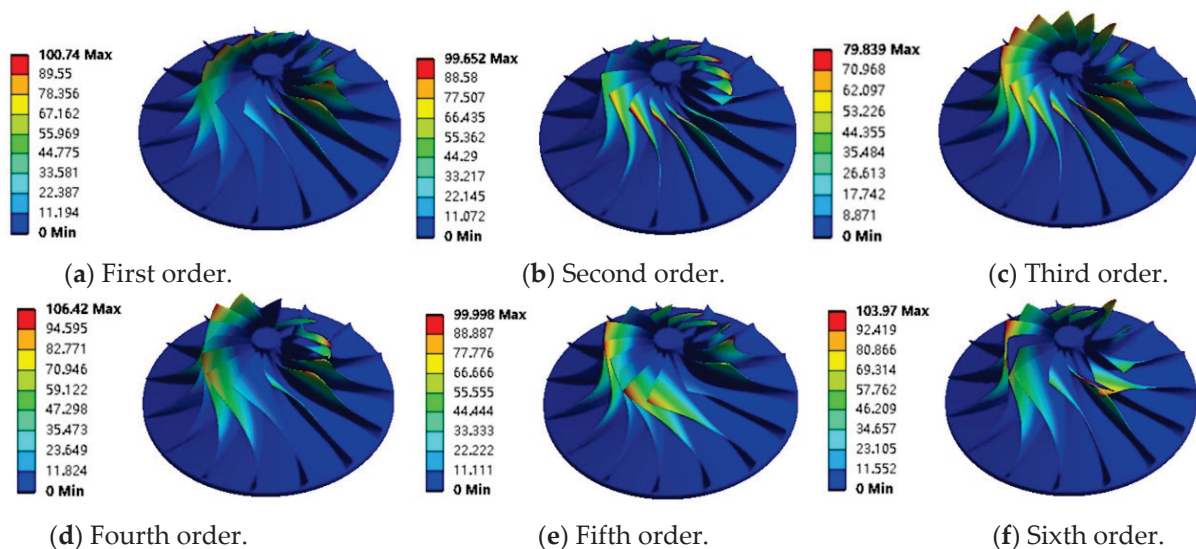 100.74 Max
89.55
78.356
67.162
55.969
44.775
33.581
22.387
11.194
0 Min
(a) First order.
99.652 Max
88.58
77.507
66.435
55.362
44.29
33.217
22.145
11.072
0 Min
(b) Second order.
79.839 Max
70.968
62.097
53.226
44.355
35.484
26.613
17.742
8.871
0 Min
(c) Third order.
106.42 Max
94.595
82.771
70.946
59.122
47.298
35.473
23.649
11.824
0 Min
(d) Fourth order.
99.998 Max
88.887
77.776
66.666
55.555
44.444
33.333
22.222
11.111
0 Min
(e) Fifth order.
103.97 Max
92.419
80.866
69.314
57.762
46.209
34.657
23.105
11.552
0 Min
(f) Sixth order.